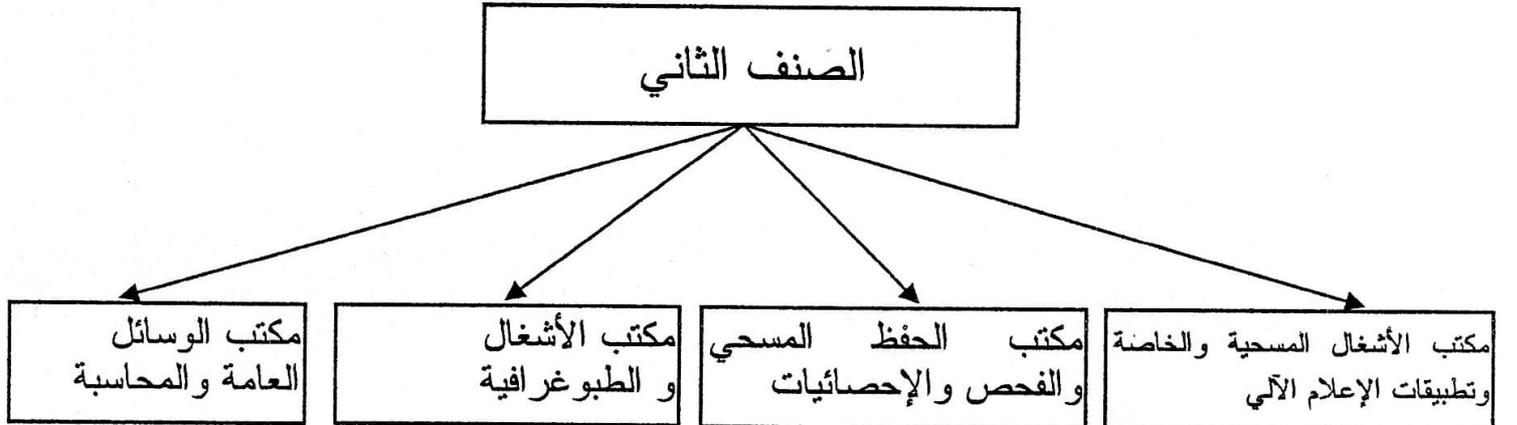 الصنف الثاني
مكتب الأشغال المسحية والخاصة
وتطبيقات الإعلام الآلي
مكتب الحفظ المسحي
والفحص والإحصائيات
مكتب الأشغال
و الطبوغرافية
مكتب الوسائل
العامة والمحاسبة